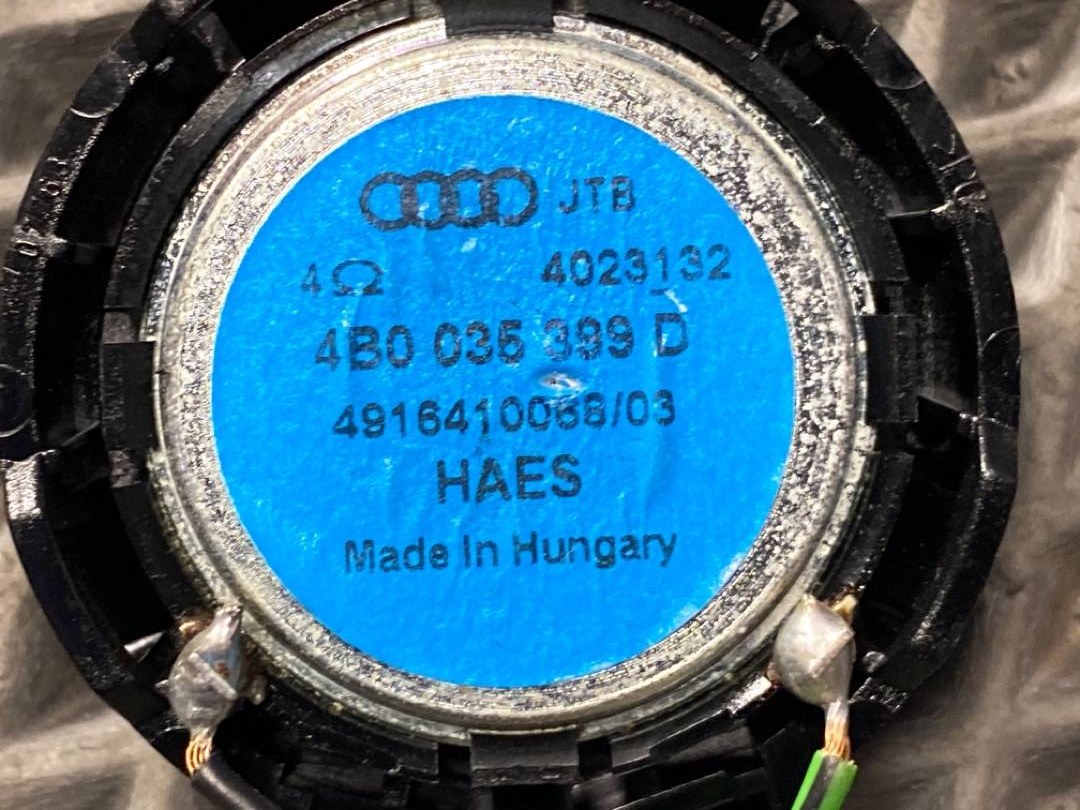 JTB
4Ω 4023132
4B0 035 399 D
4916410068/03
HAES
Made In Hungary